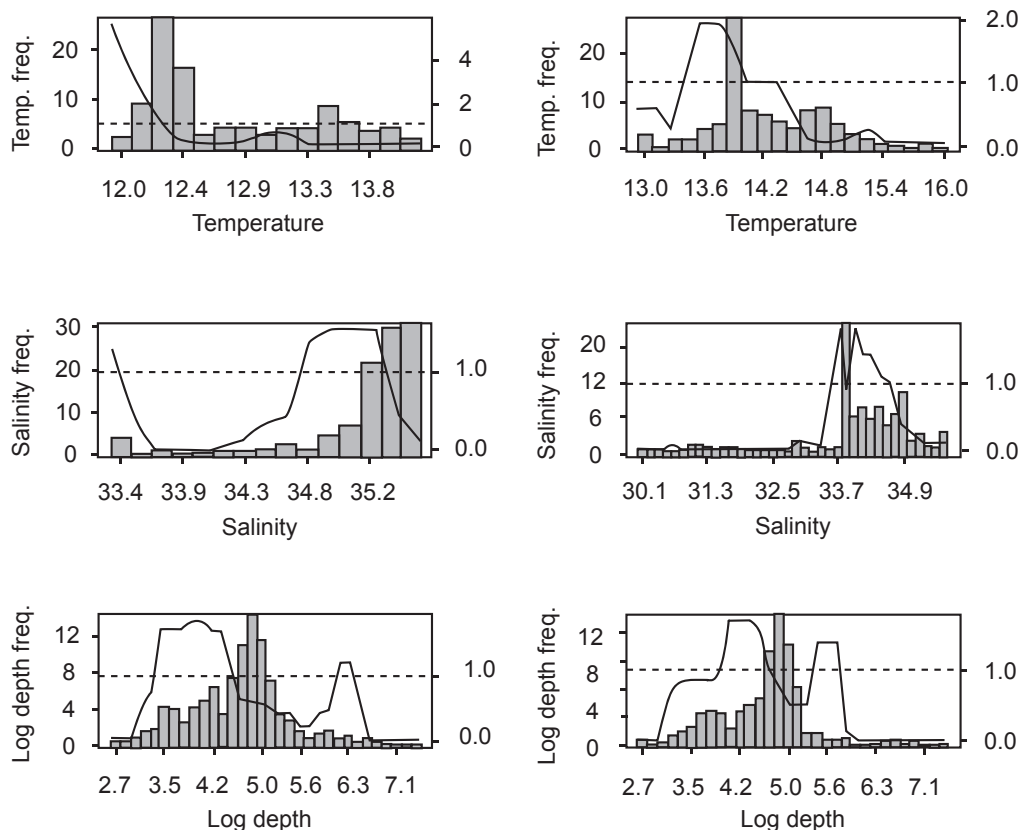 Temp. freq.
20
10
0
4
2
0
12.0 12.4 12.9 13.3 13.8
Temperature
Temp. freq.
20
10
0
2.0
1.0
0.0
13.0 13.6 14.2 14.8 15.4 16.0
Temperature
Salinity freq.
30
20
10
0
1.0
0.0
33.4 33.9 34.3 34.8 35.2
Salinity
Salinity freq.
20
12
6
0
1.0
0.0
30.1 31.3 32.5 33.7 34.9
Salinity
Log depth freq.
12
8
4
0
1.0
0.0
2.7 3.5 4.2 5.0 5.6 6.3 7.1
Log depth
Log depth freq.
12
8
4
0
1.0
0.0
2.7 3.5 4.2 5.0 5.6 6.3 7.1
Log depth